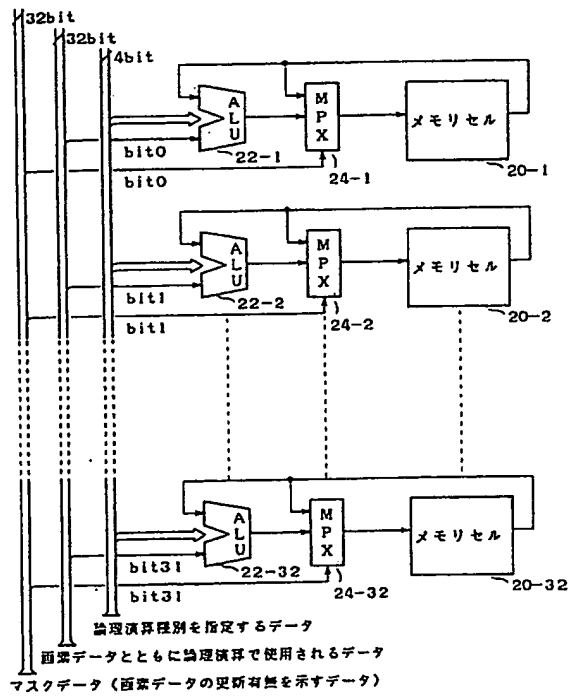 32bit
32bit
4bit
ALU
MPX
メモリセル
bit0
22-1
24-1
20-1
bit0
ALU
MPX
メモリセル
bit1
22-2
24-2
20-2
bit1
ALU
MPX
メモリセル
bit31
22-32
24-32
20-32
bit31
論理演算種別を指定するデータ
画素データとともに論理演算で使用されるデータ
マスクデータ(画素データの更新有無を示すデータ)